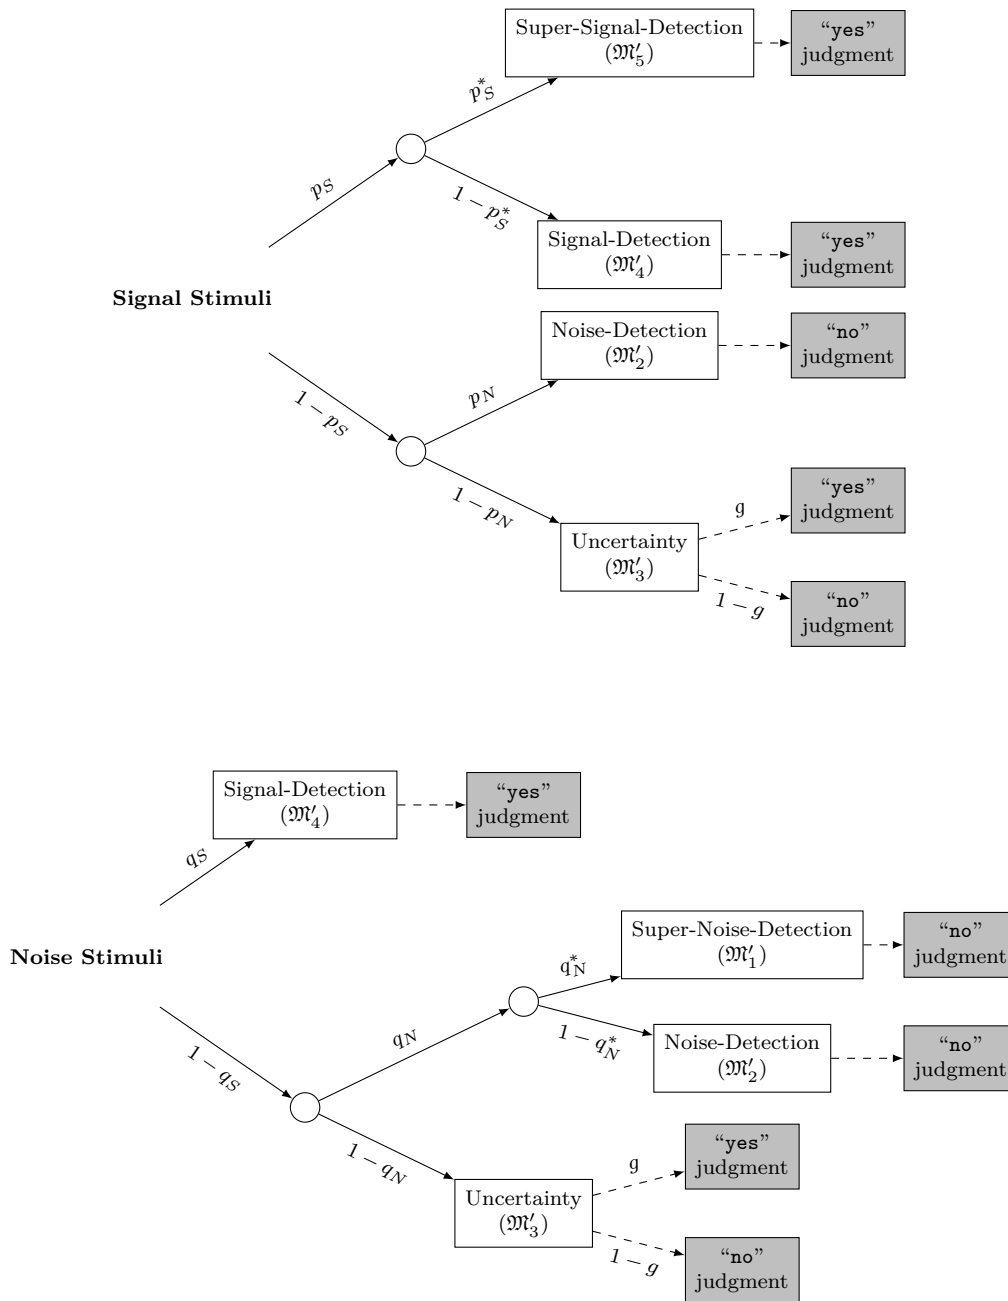 Super-Signal-Detection
(𝔐′₅)
“yes”
judgment
p*S
pS
1 − p*S
Signal-Detection
(𝔐′₄)
“yes”
judgment
Signal Stimuli
Noise-Detection
(𝔐′₂)
“no”
judgment
1 − pS
pN
1 − pN
Uncertainty
(𝔐′₃)
g
“yes”
judgment
1 − g
“no”
judgment
Signal-Detection
(𝔐′₄)
“yes”
judgment
qS
Noise Stimuli
Super-Noise-Detection
(𝔐′₁)
“no”
judgment
q*N
qN
1 − q*N
Noise-Detection
(𝔐′₂)
“no”
judgment
1 − qS
1 − qN
Uncertainty
(𝔐′₃)
g
“yes”
judgment
1 − g
“no”
judgment